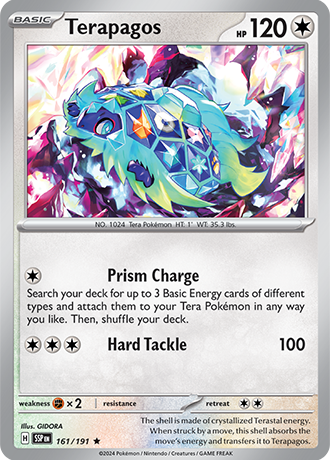 BASIC
Terapagos
HP 120
NO. 1024 Tera Pokémon HT: 1' WT: 35.3 lbs.
Prism Charge
Search your deck for up to 3 Basic Energy cards of different
types and attach them to your Tera Pokémon in any way
you like. Then, shuffle your deck.
Hard Tackle 100
weakness ×2 resistance retreat
Illus. GIDORA
H SSP EN 161/191 ★
The shell is made of crystallized Terastal energy.
When struck by a move, this shell absorbs the
move's energy and transfers it to Terapagos.
©2024 Pokémon / Nintendo / Creatures / GAME FREAK